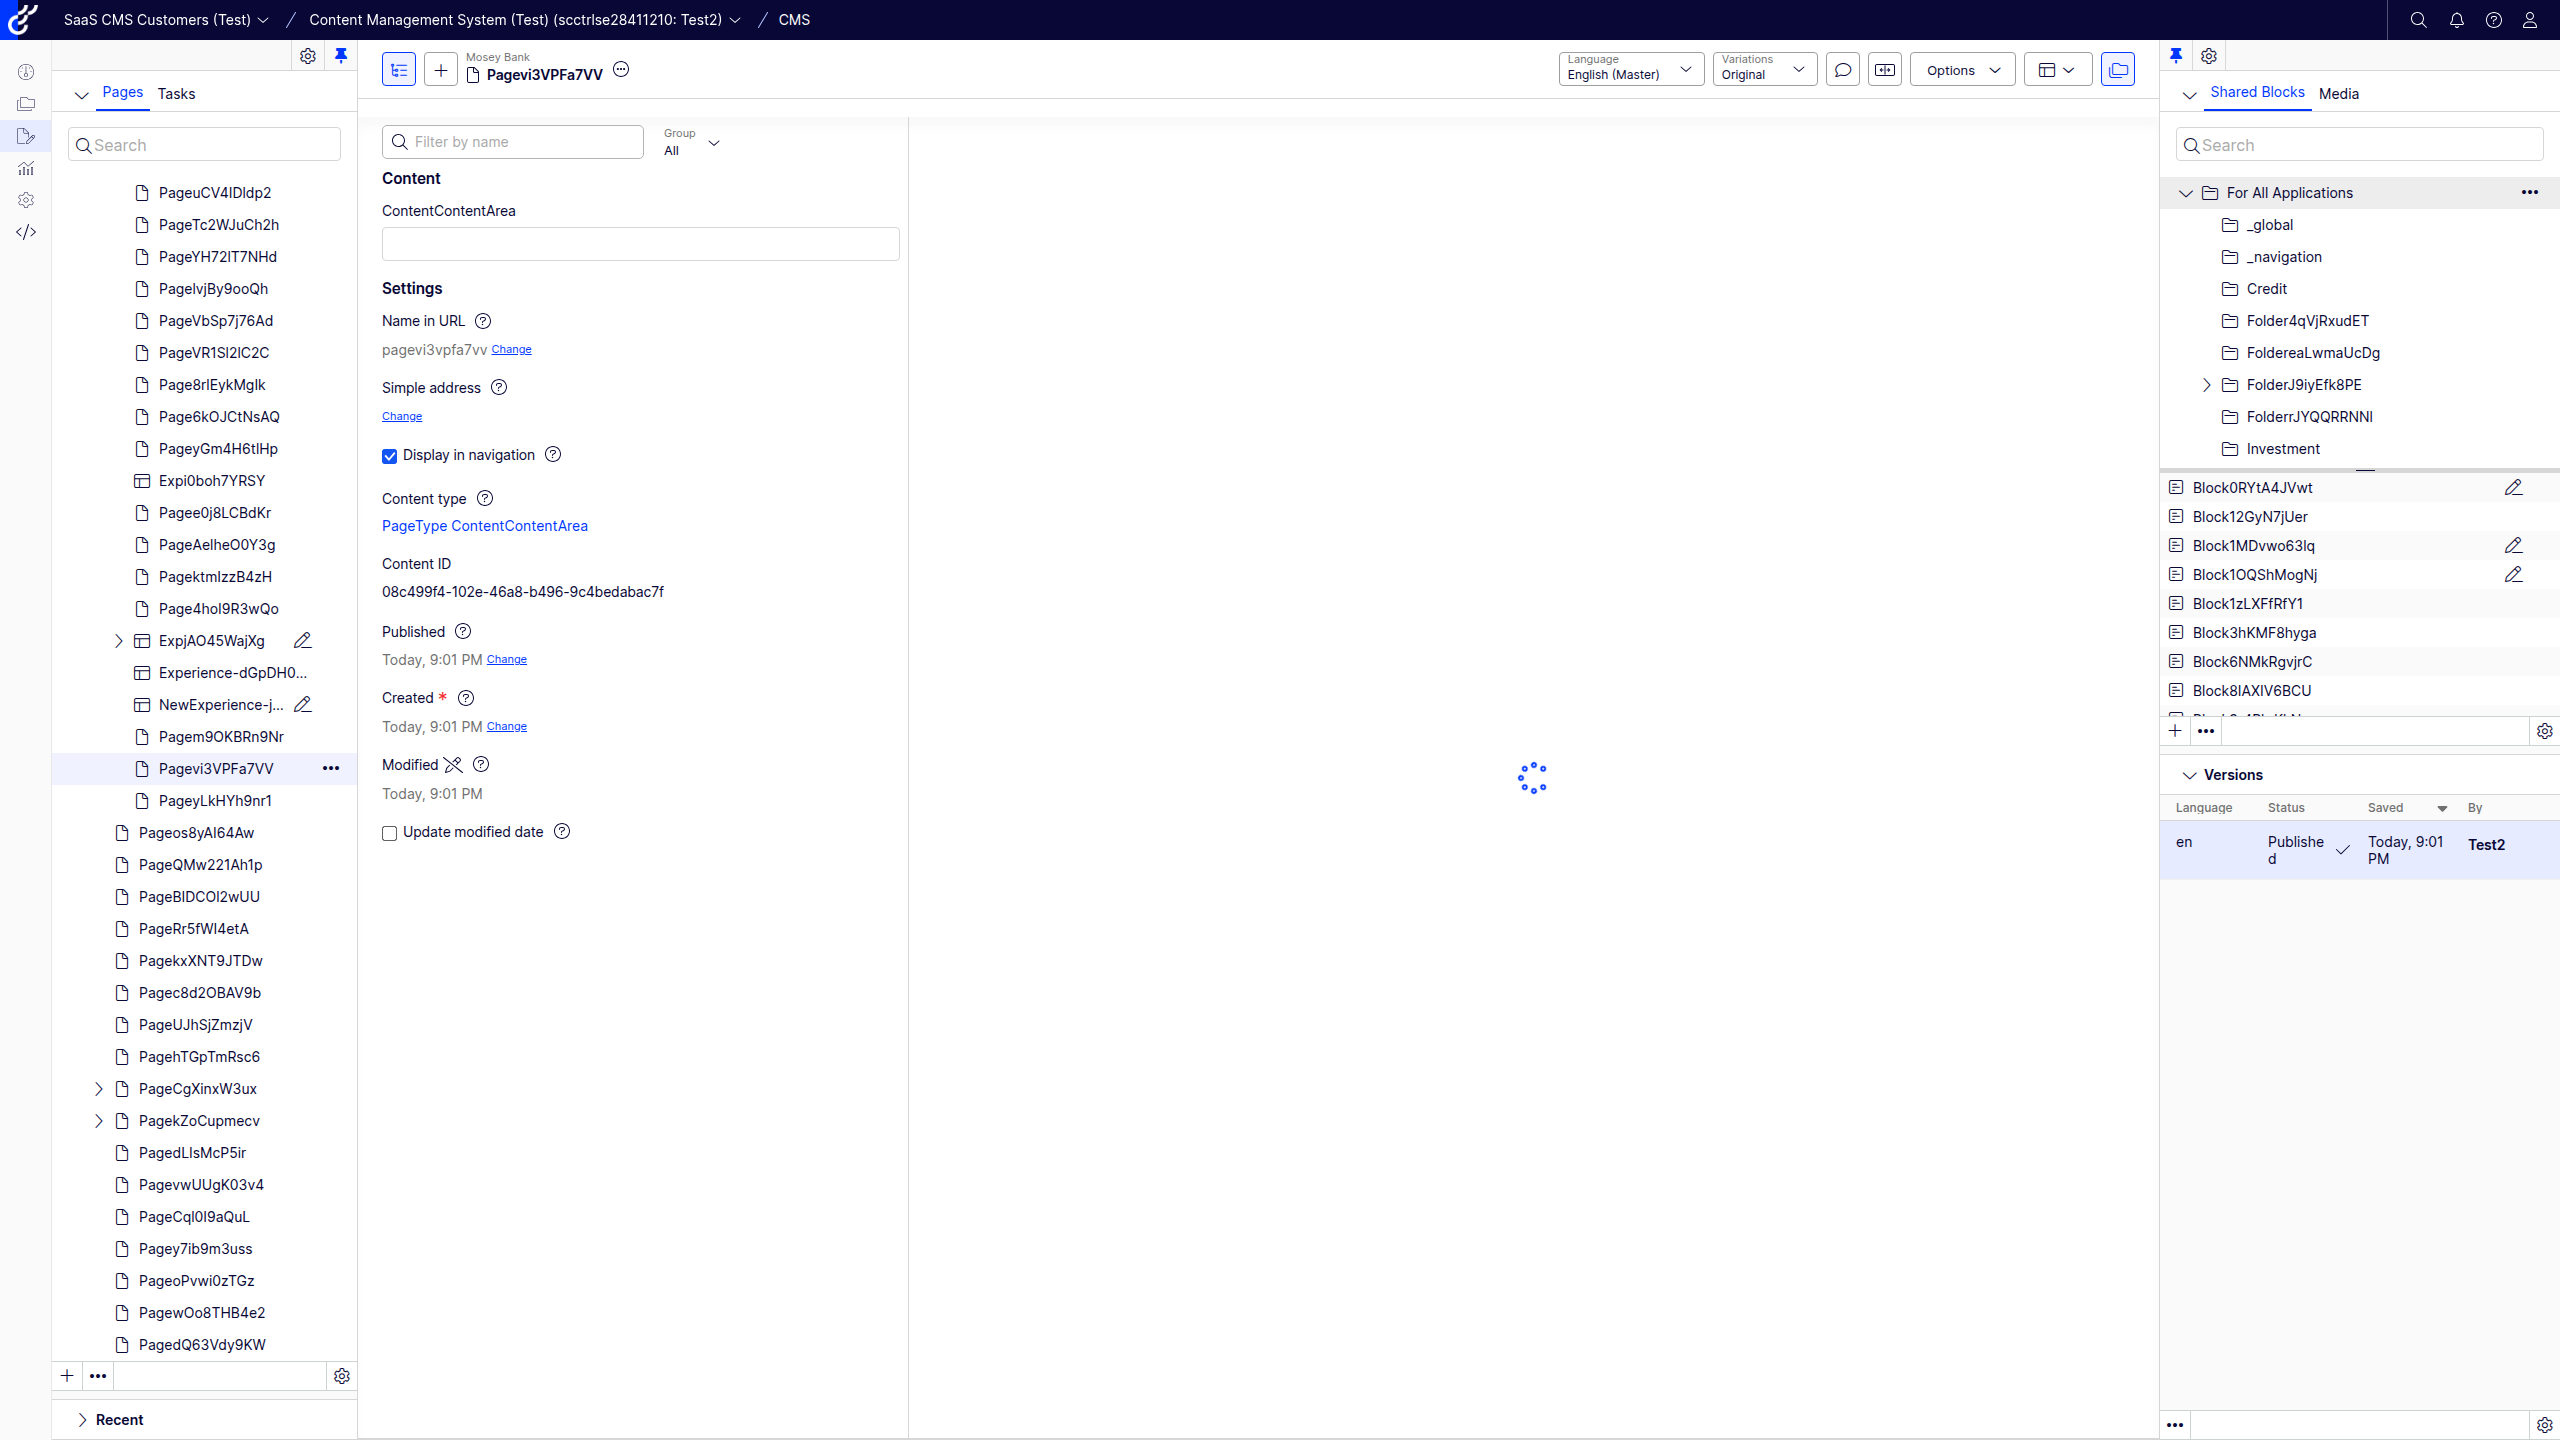 SaaS CMS Customers (Test) / Content Management System (Test) (scctrlse28411210: Test2) / CMS
Pages Tasks
Search
PageuCV4IDldp2
PageTc2WJuCh2h
PageYH72IT7NHd
PageIvjBy9ooQh
PageVbSp7j76Ad
PageVR1SI2IC2C
Page8rIEykMgIk
Page6kOJCtNsAQ
PageyGm4H6tIHp
Expi0boh7YRSY
Pagee0j8LCBdKr
PageAelheO0Y3g
PagektmIzzB4zH
Page4hol9R3wQo
ExpjAO45WajXg
Experience-dGpDH0...
NewExperience-j...
Pagem9OKBRn9Nr
Pagevi3VPFa7VV
PageyLkHYh9nr1
Pageos8yAI64Aw
PageQMw221Ah1p
PageBIDCOI2wUU
PageRr5fWI4etA
PagekxXNT9JTDw
Pagec8d2OBAV9b
PageUJhSjZmzjV
PagehTGpTmRsc6
PageCgXinxW3ux
PagekZoCupmecv
PagedLIsMcP5ir
PagevwUUgK03v4
PageCql0I9aQuL
Pagey7ib9m3uss
PageoPvwi0zTGz
PagewOo8THB4e2
PagedQ63Vdy9KW
Recent
Mosey Bank
Pagevi3VPFa7VV
Language
English (Master)
Variations
Original
Options
Filter by name
Group
All
Content
ContentContentArea
Settings
Name in URL
pagevi3vpfa7vv Change
Simple address
Change
Display in navigation
Content type
PageType ContentContentArea
Content ID
08c499f4-102e-46a8-b496-9c4bedabac7f
Published
Today, 9:01 PM Change
Created *
Today, 9:01 PM Change
Modified
Today, 9:01 PM
Update modified date
Shared Blocks Media
Search
For All Applications
_global
_navigation
Credit
Folder4qVjRxudET
FoldereaLwmaUcDg
FolderJ9iyEfk8PE
FolderrJYQQRRNNI
Investment
Block0RYtA4JVwt
Block12GyN7jUer
Block1MDvwo63Iq
Block1OQShMogNj
Block1zLXFfRfY1
Block3hKMF8hyga
Block6NMkRgvjrC
Block8IAXIV6BCU
Versions
Language Status Saved By
en Publishe
d Today, 9:01
PM Test2